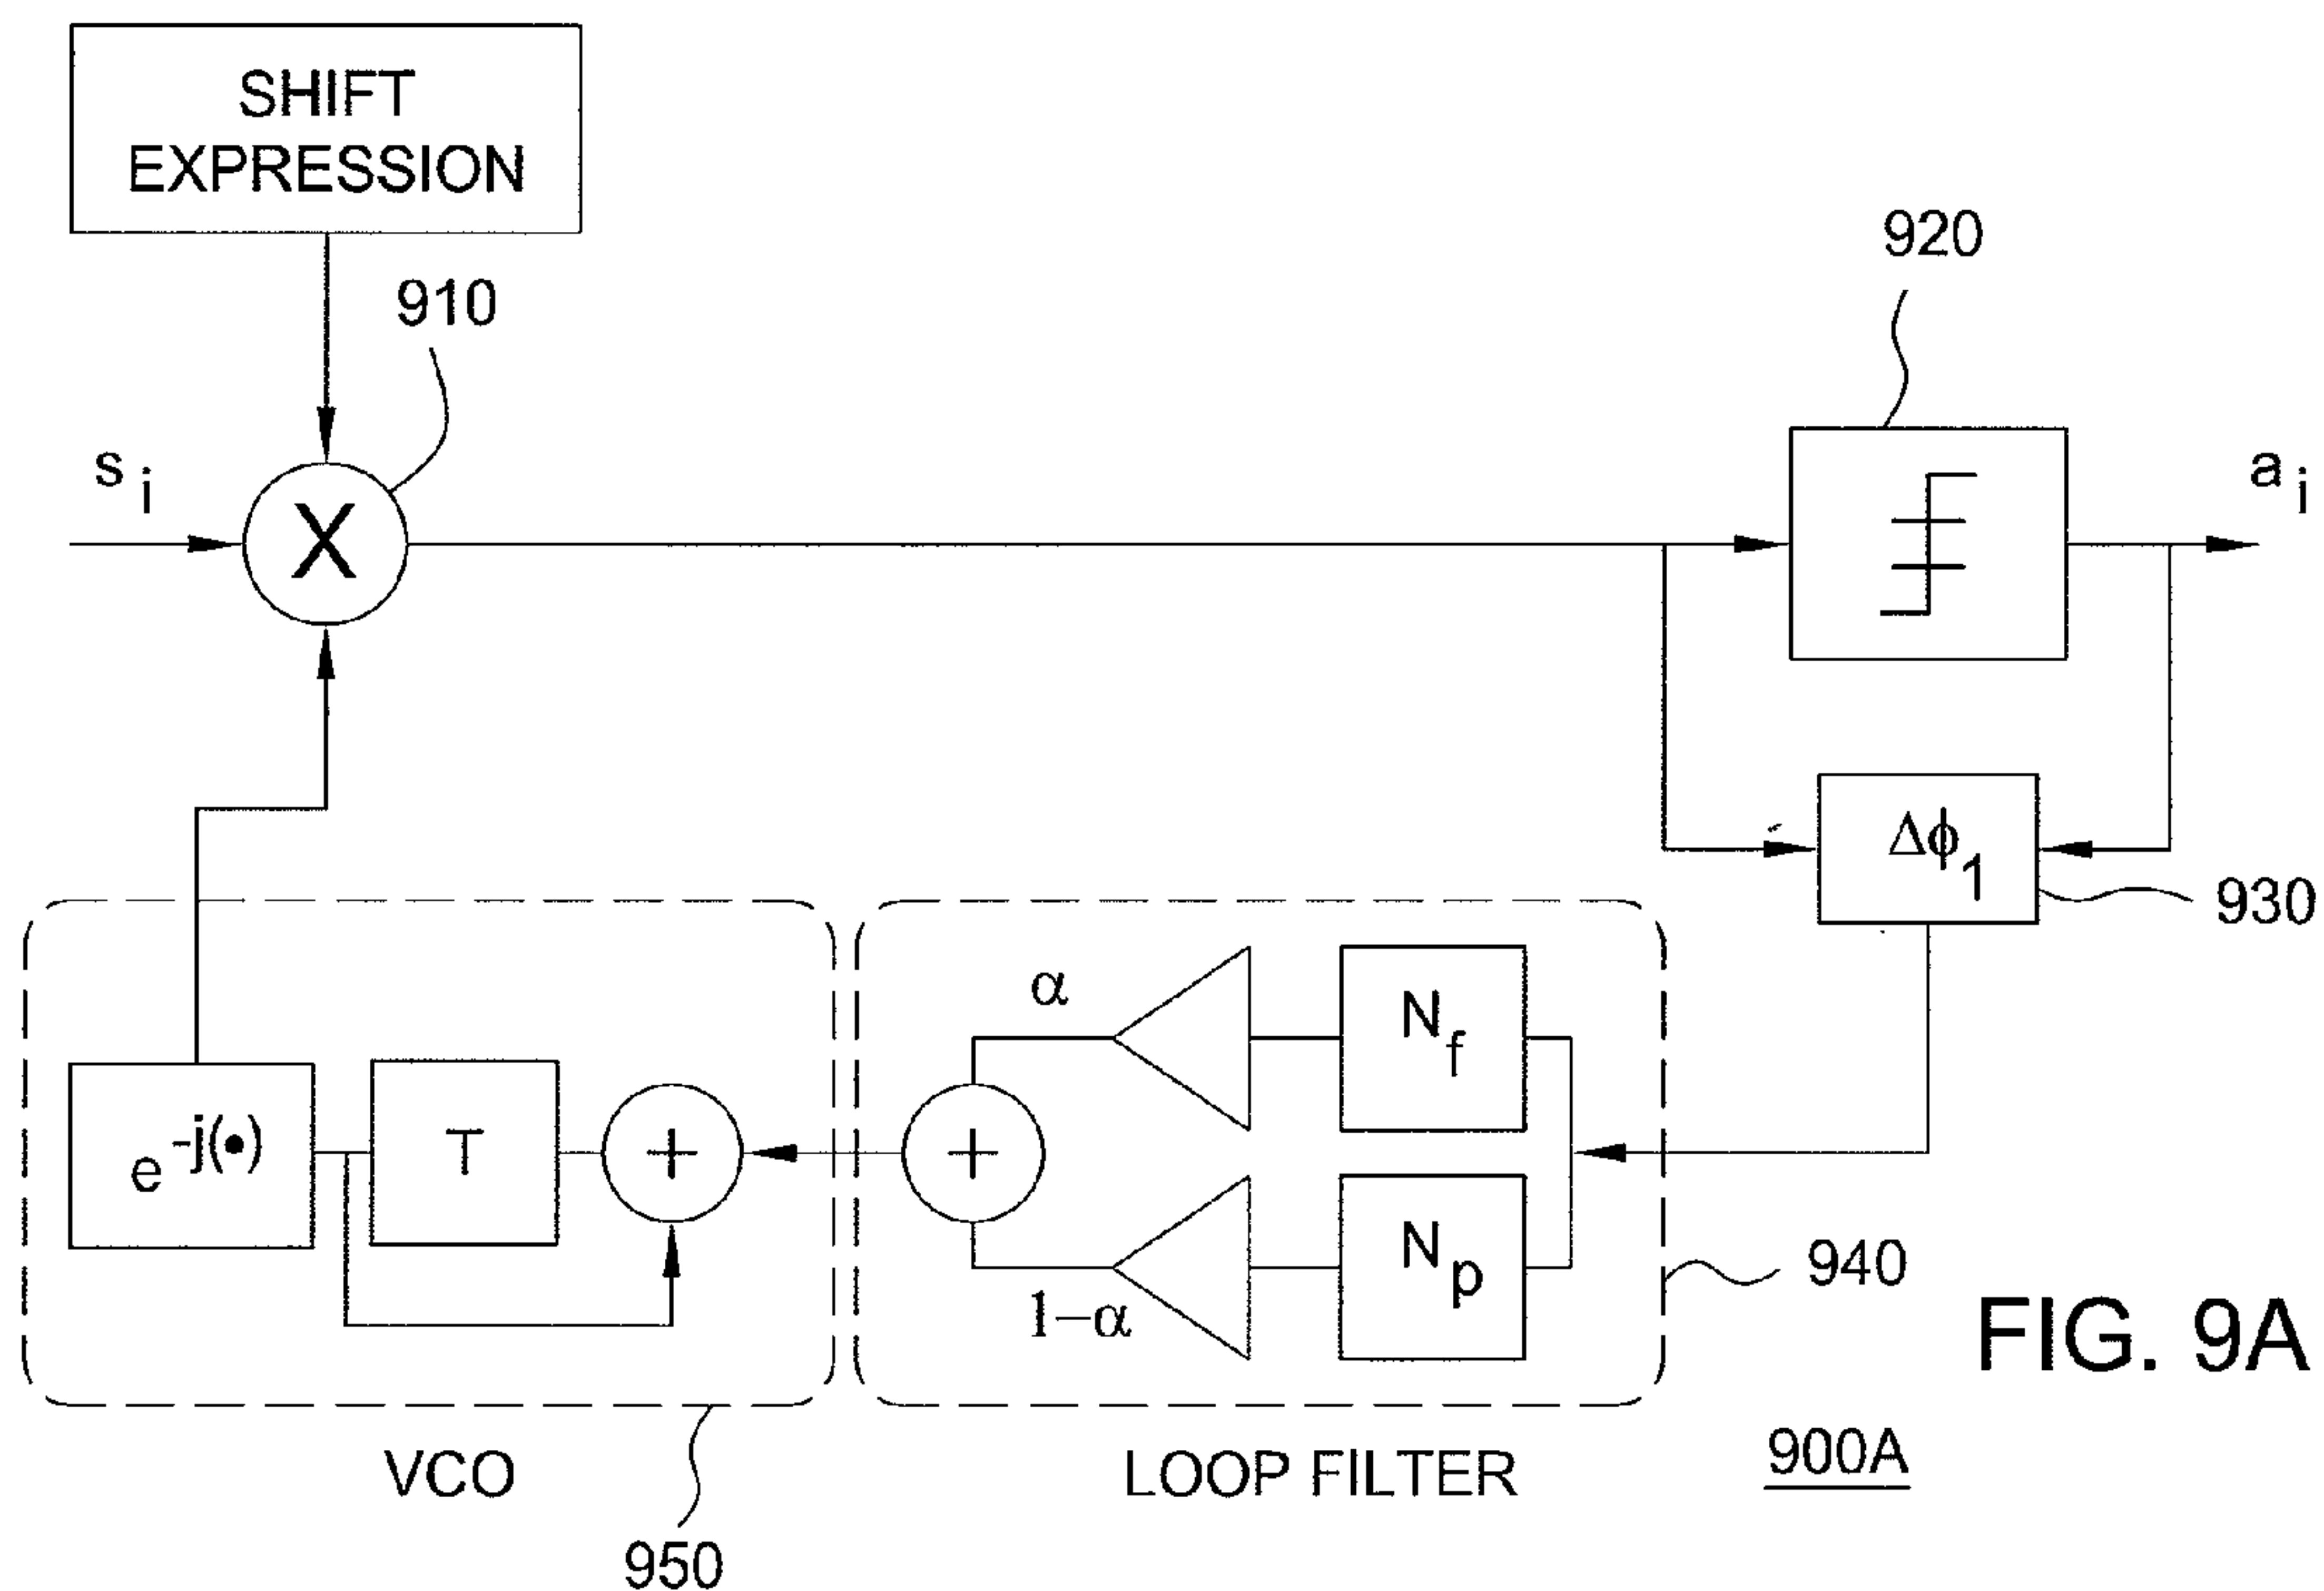 SHIFT
EXPRESSION
910
920
s i
X
a i
Δϕ 1
930
α
N f
e -j(•)
T
+
+
N p
1−α
940
FIG. 9A
VCO
LOOP FILTER
900A
950